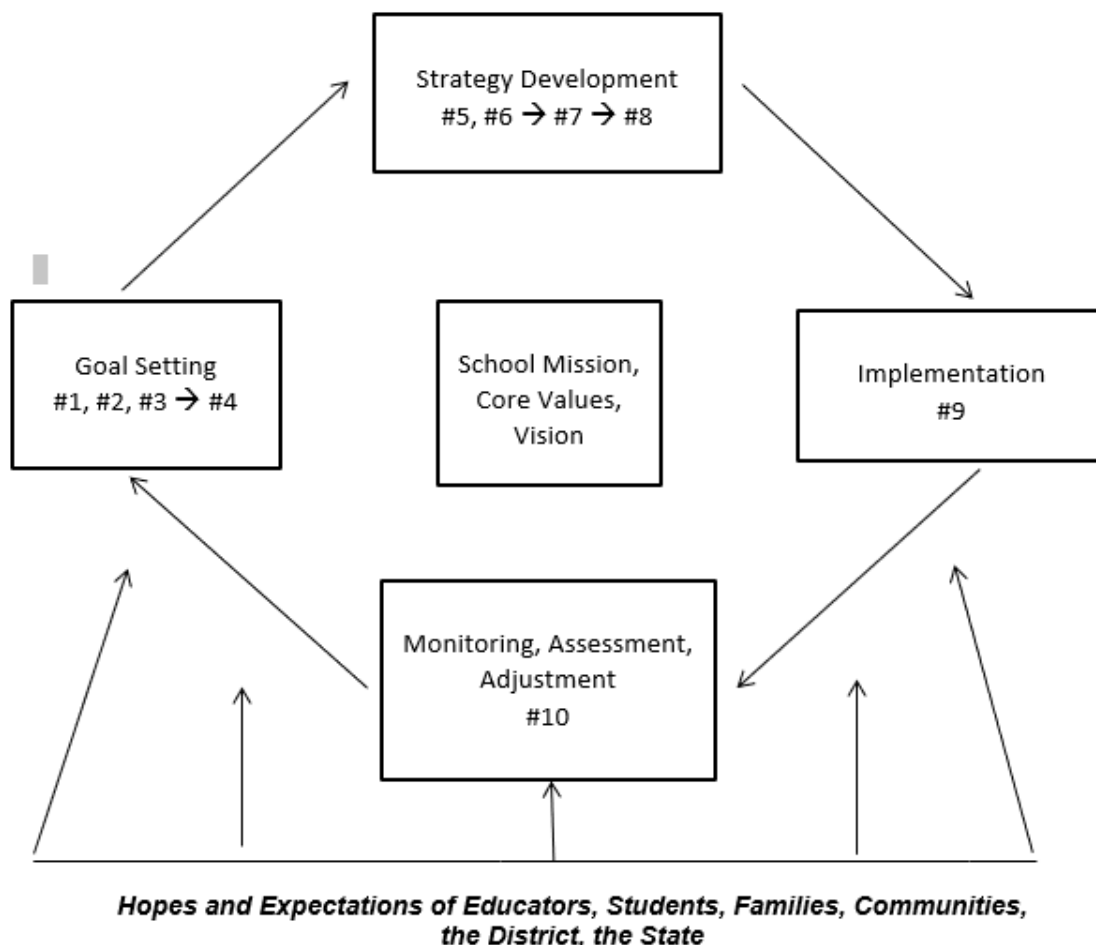 Strategy Development
#5, #6 → #7 → #8
Goal Setting
#1, #2, #3 → #4
School Mission,
Core Values,
Vision
Implementation
#9
Monitoring, Assessment,
Adjustment
#10
Hopes and Expectations of Educators, Students, Families, Communities,
the District, the State